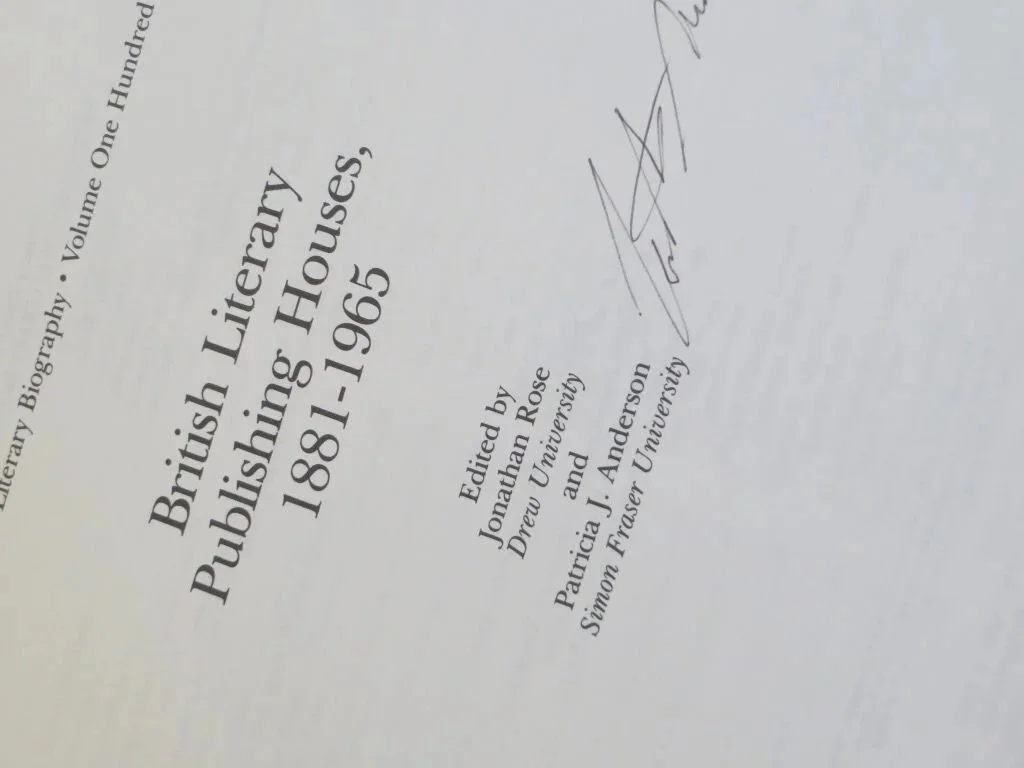 Literary Biography • Volume One Hundred
British Literary
Publishing Houses,
1881-1965
Edited by
Jonathan Rose
Drew University
and
Patricia J. Anderson
Simon Fraser University